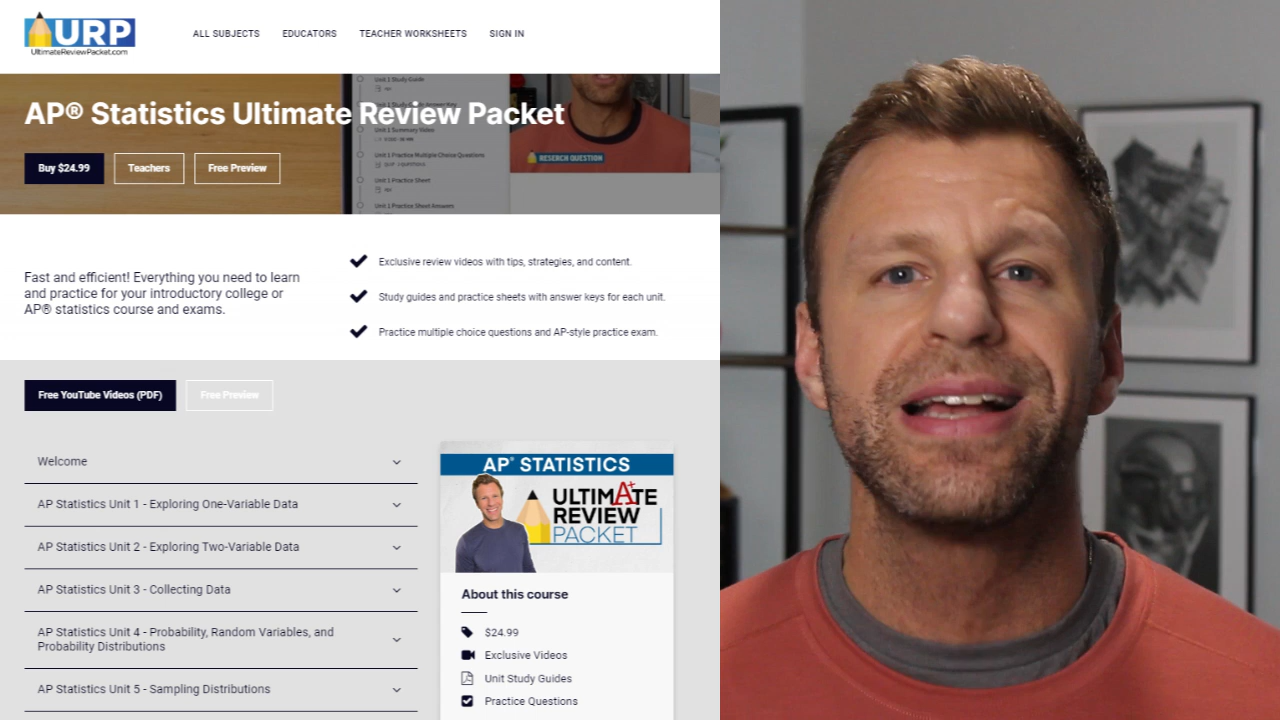 URP
UltimateReviewPacket.com
ALL SUBJECTS EDUCATORS TEACHER WORKSHEETS SIGN IN
AP® Statistics Ultimate Review Packet
Buy $24.99 Teachers Free Preview
Unit 1 Study Guide
Unit 1 Summary Video
Unit 1 Practice Multiple Choice Questions
Unit 1 Practice Sheet
Unit 1 Practice Sheet Answers
RESERCH QUESTION
Fast and efficient! Everything you need to learn
and practice for your introductory college or
AP® statistics course and exams.
Exclusive review videos with tips, strategies, and content.
Study guides and practice sheets with answer keys for each unit.
Practice multiple choice questions and AP-style practice exam.
Free YouTube Videos (PDF) Free Preview
Welcome
AP Statistics Unit 1 - Exploring One-Variable Data
AP Statistics Unit 2 - Exploring Two-Variable Data
AP Statistics Unit 3 - Collecting Data
AP Statistics Unit 4 - Probability, Random Variables, and
Probability Distributions
AP Statistics Unit 5 - Sampling Distributions
AP® STATISTICS
ULTIMATE
A+
REVIEW
PACKET
About this course
$24.99
Exclusive Videos
Unit Study Guides
Practice Questions